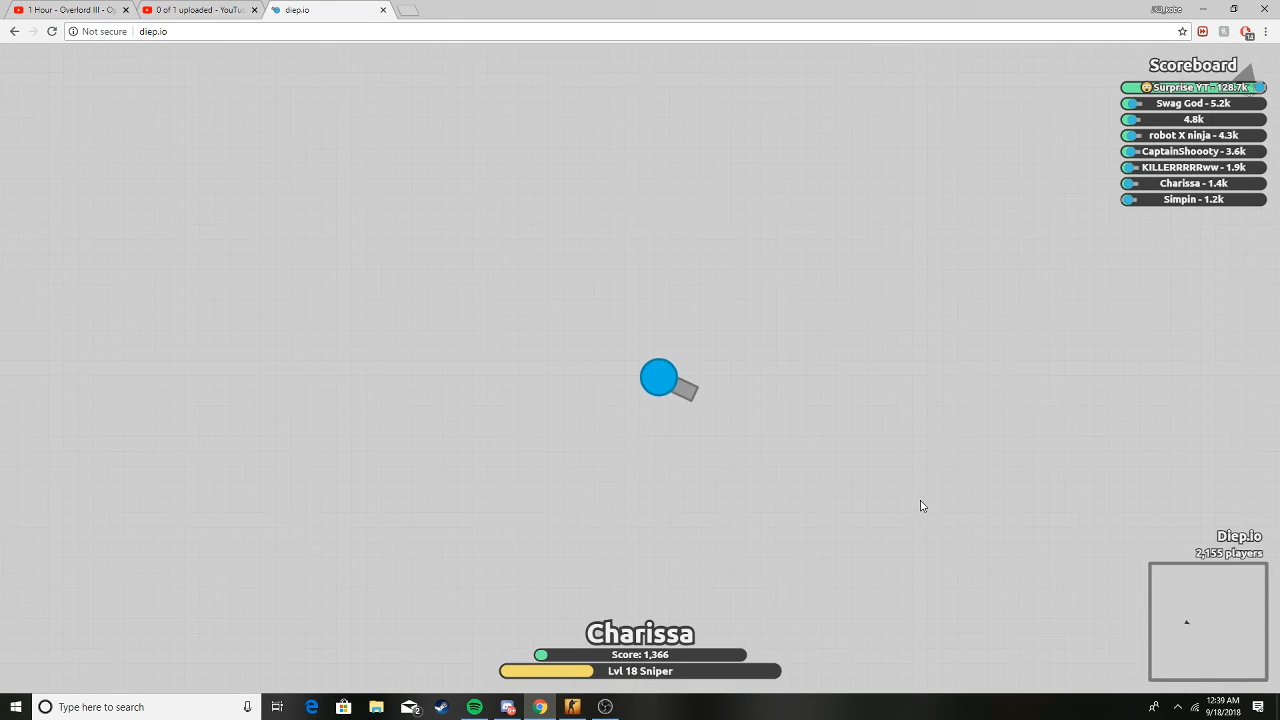 1 Hour - Overlord III - O
0 of 1 uploaded - YouTu
diep.io
Not secure
diep.io
14
Scoreboard
Surprise YT - 128.7k
Swag God - 5.2k
4.8k
robot X ninja - 4.3k
CaptainShoooty - 3.6k
KILLERRRRRww - 1.9k
Charissa - 1.4k
Simpin - 1.2k
Diep.io
2,155 players
Charissa
Score: 1,366
Lvl 18 Sniper
Type here to search
2
12:39 AM
9/18/2018